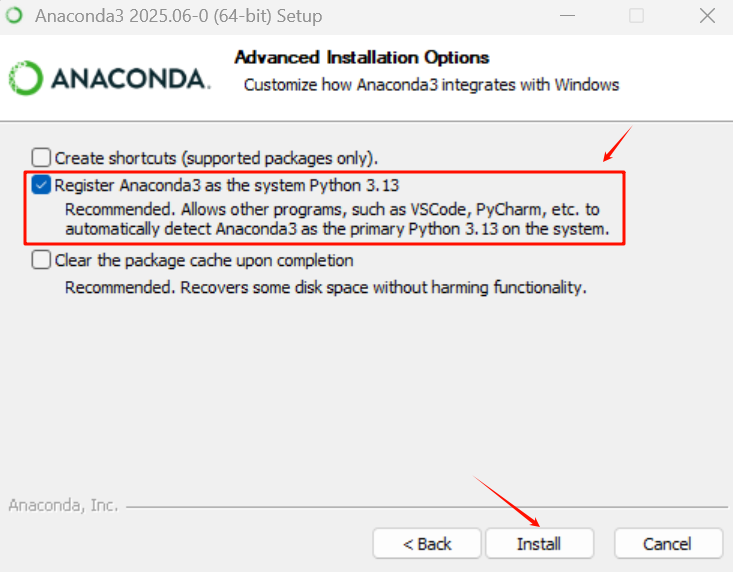 Anaconda3 2025.06-0 (64-bit) Setup
ANACONDA.
Advanced Installation Options
Customize how Anaconda3 integrates with Windows
Create shortcuts (supported packages only).
Register Anaconda3 as the system Python 3.13
Recommended. Allows other programs, such as VSCode, PyCharm, etc. to
automatically detect Anaconda3 as the primary Python 3.13 on the system.
Clear the package cache upon completion
Recommended. Recovers some disk space without harming functionality.
Anaconda, Inc.
< Back
Install
Cancel